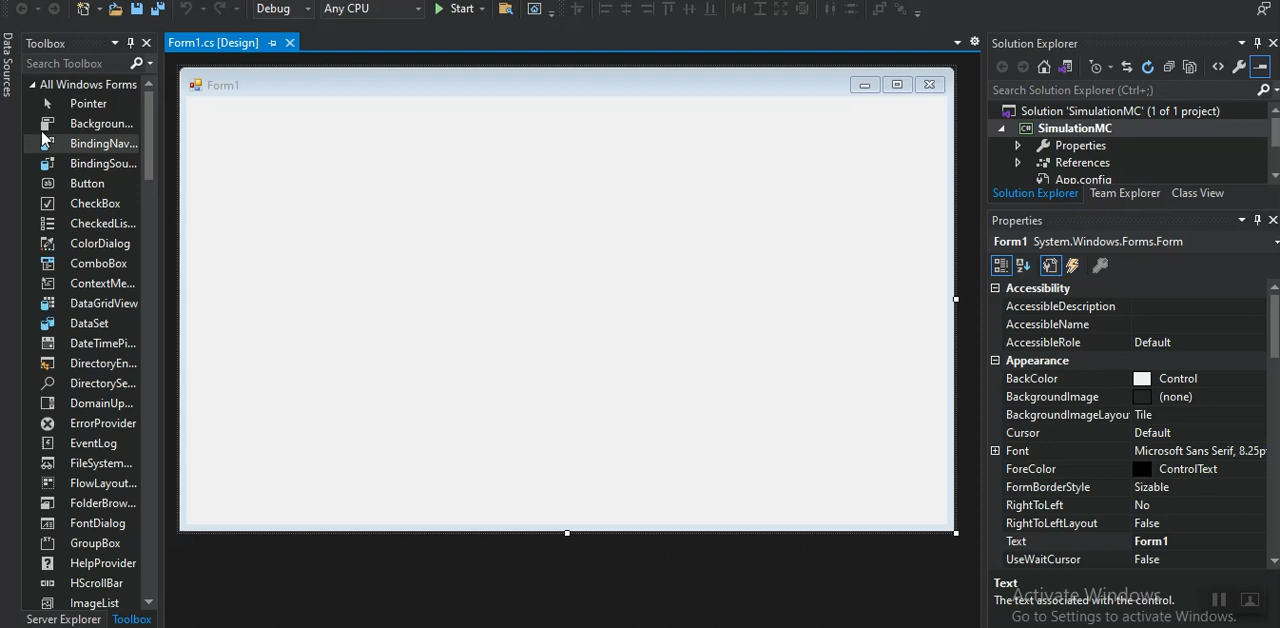 Debug
Any CPU
Start
Data Sources
Toolbox
Search Toolbox
All Windows Forms
Pointer
Backgroun...
BindingNav...
BindingSou...
Button
CheckBox
CheckedLis...
ColorDialog
ComboBox
ContextMe...
DataGridView
DataSet
DateTimePi...
DirectoryEn...
DirectorySe...
DomainUp...
ErrorProvider
EventLog
FileSystem...
FlowLayout...
FolderBrow...
FontDialog
GroupBox
HelpProvider
HScrollBar
ImageList
Server Explorer Toolbox
Form1.cs [Design]
Form1
Solution Explorer
Search Solution Explorer (Ctrl+;)
Solution 'SimulationMC' (1 of 1 project)
C# SimulationMC
Properties
References
App.config
Solution Explorer Team Explorer Class View
Properties
Form1 System.Windows.Forms.Form
Accessibility
AccessibleDescription
AccessibleName
AccessibleRole Default
Appearance
BackColor Control
BackgroundImage (none)
BackgroundImageLayou Tile
Cursor Default
Font Microsoft Sans Serif, 8.25p
ForeColor ControlText
FormBorderStyle Sizable
RightToLeft No
RightToLeftLayout False
Text Form1
UseWaitCursor False
Text
The text associated with the control.
Activate Windows
Go to Settings to activate Windows.